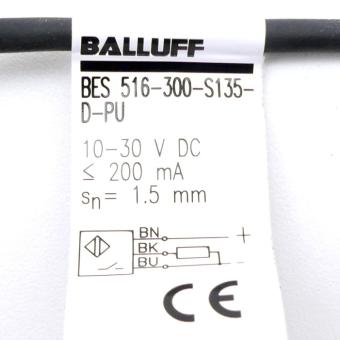 BALLUFF
BES 516-300-S135-
D-PU
10-30 V DC
≤ 200 mA
sn= 1.5 mm
BN +
BK
BU -
CE